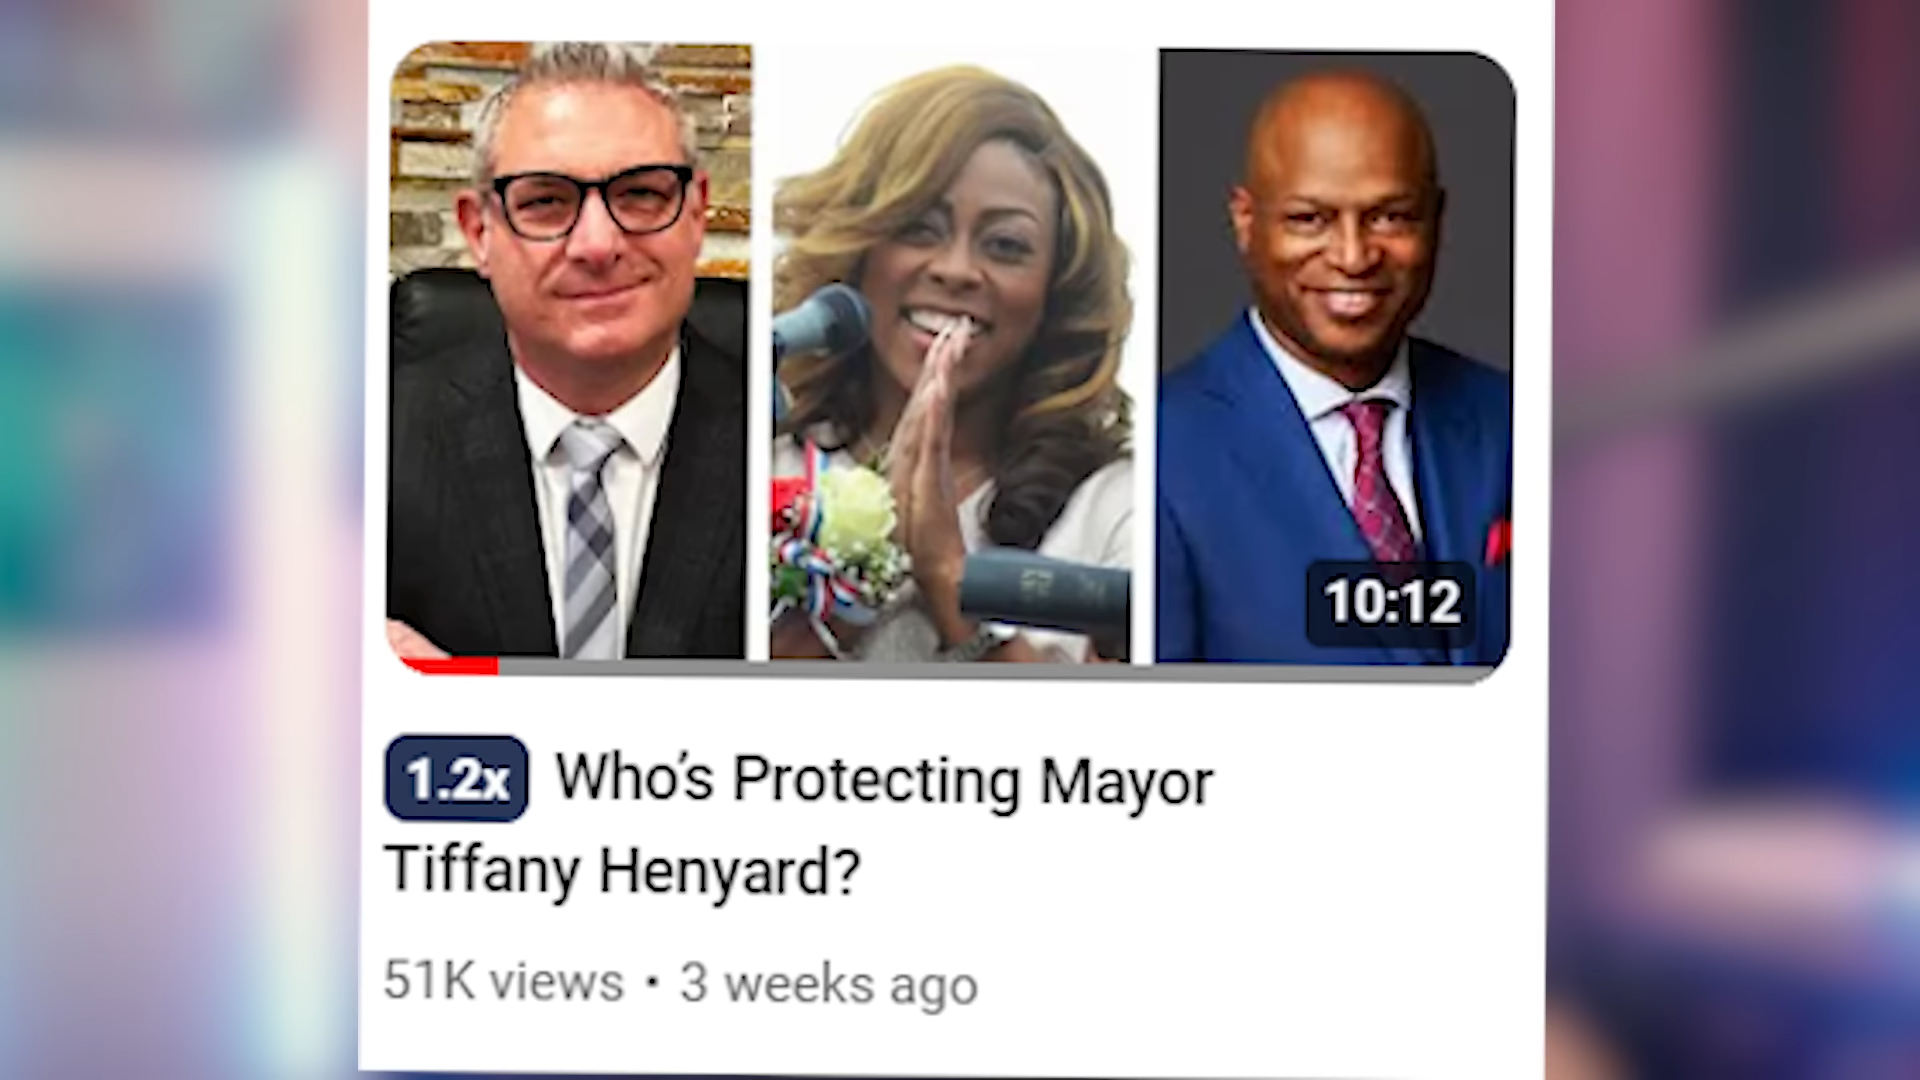 10:12
1.2x Who's Protecting Mayor
Tiffany Henyard?
51K views • 3 weeks ago